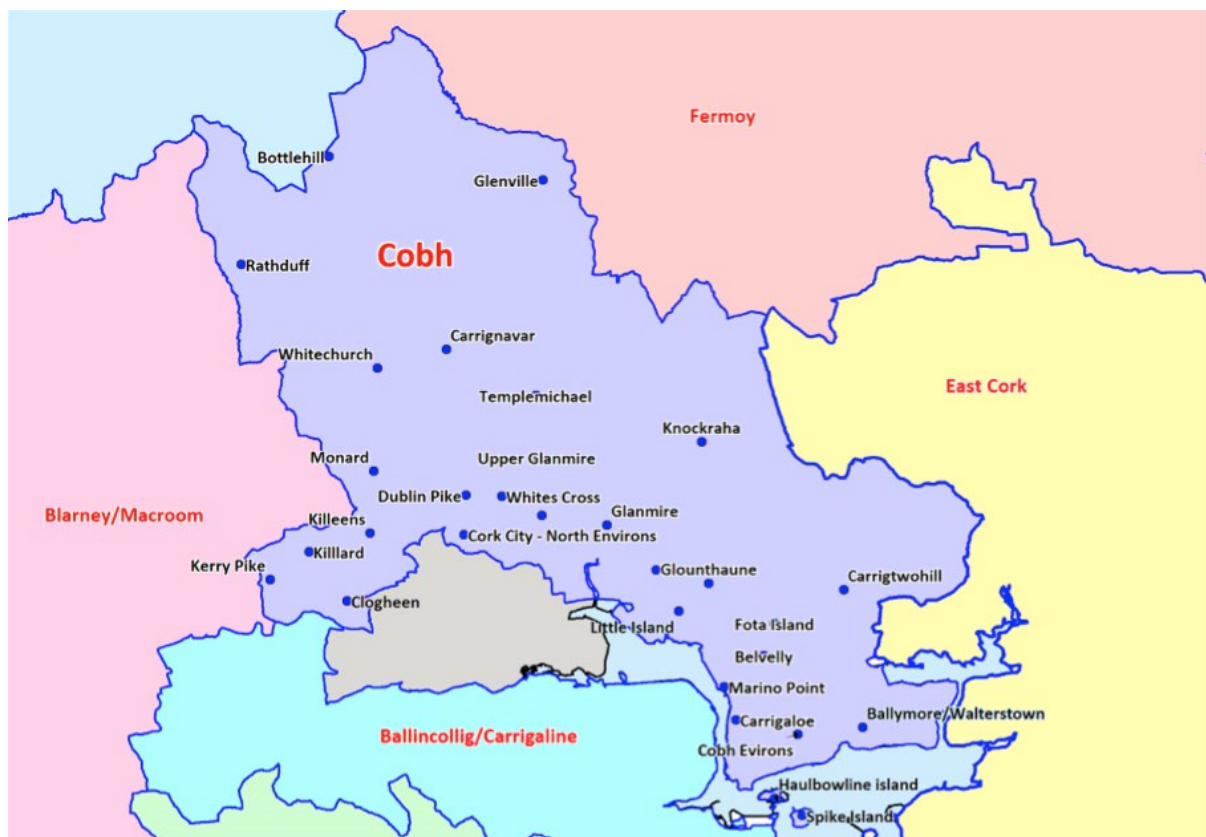 Fermoy
Bottlehill
Glenville
Cobh
Rathduff
Carrignavar
Whitechurch
East Cork
Templemichael
Knockraha
Monard
Upper Glanmire
Dublin Pike
Whites Cross
Blarney/Macroom
Killeens
Glanmire
Cork City - North Environs
Killlard
Kerry Pike
Glounthaune
Carrigtwohill
Clogheen
Little Island
Fota Island
Belvelly
Marino Point
Ballymore/Walterstown
Carrigaloe
Ballincollig/Carrigaline
Cobh Evirons
Haulbowline island
Spike Island